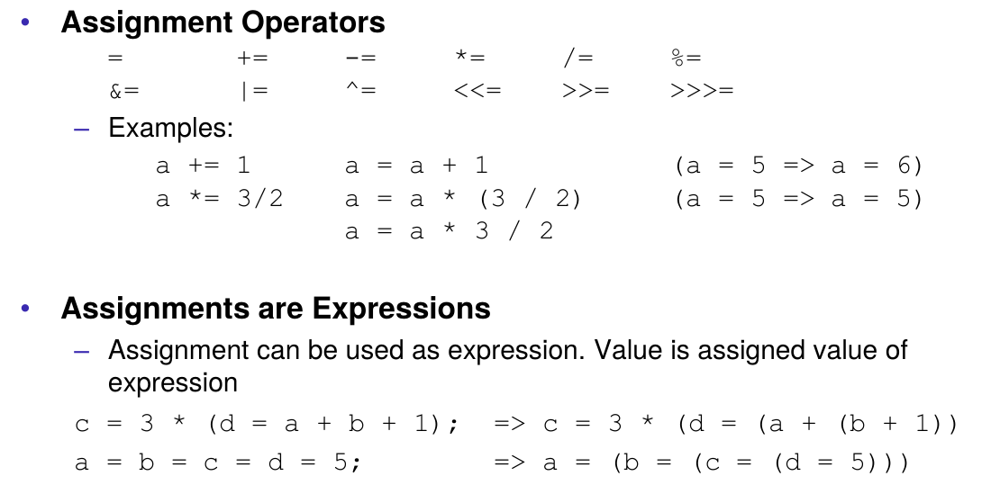 • Assignment Operators
= += -= *= /= %=
&= |= ^= <<= >>= >>>=
– Examples:
a += 1 a = a + 1 (a = 5 => a = 6)
a *= 3/2 a = a * (3 / 2) (a = 5 => a = 5)
a = a * 3 / 2
• Assignments are Expressions
– Assignment can be used as expression. Value is assigned value of
expression
c = 3 * (d = a + b + 1); => c = 3 * (d = (a + (b + 1))
a = b = c = d = 5; => a = (b = (c = (d = 5)))